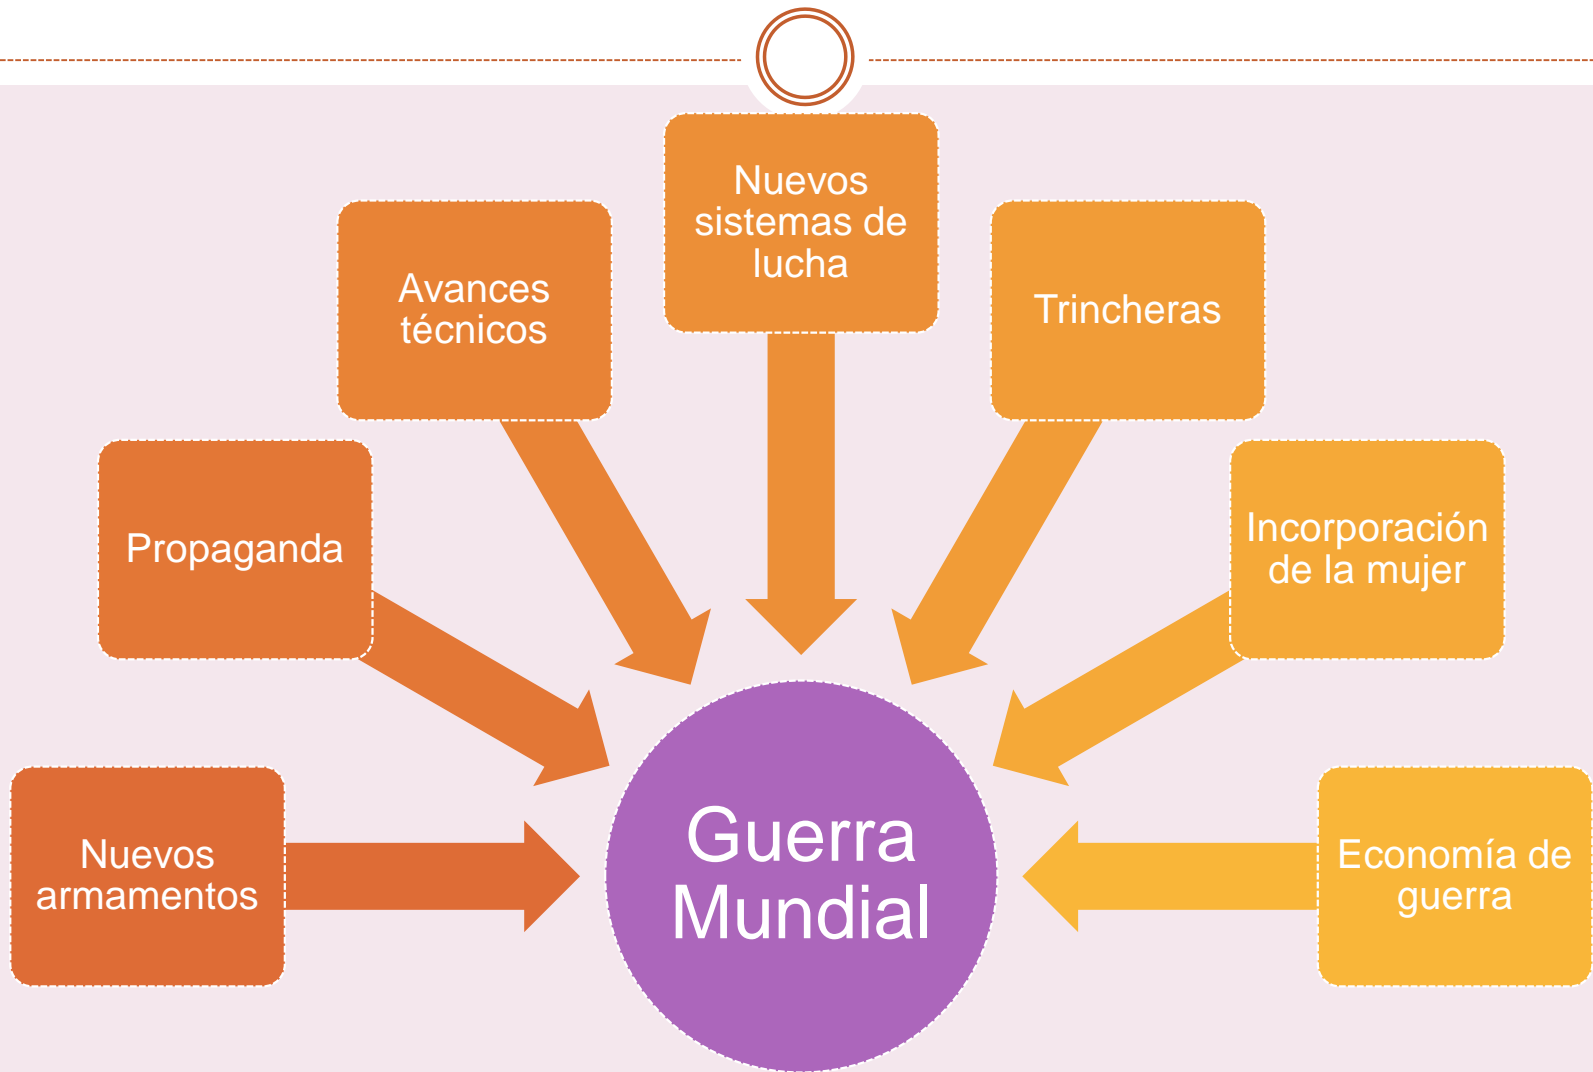 Nuevos
sistemas de
lucha
Avances
técnicos
Trincheras
Propaganda
Incorporación
de la mujer
Nuevos
armamentos
Guerra
Mundial
Economía de
guerra